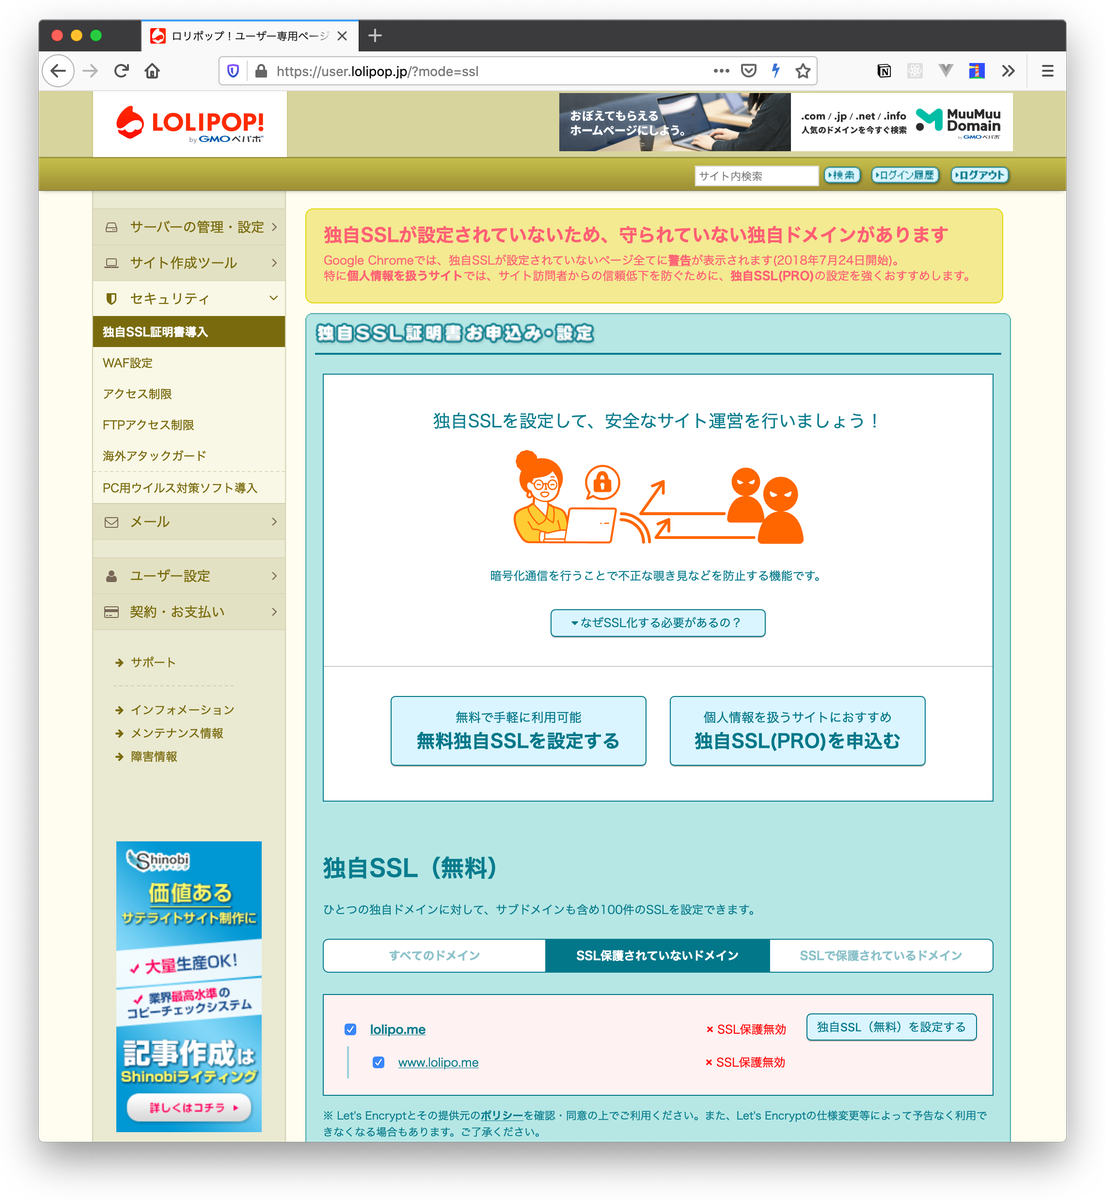 ロリポップ！ユーザー専用ページ
https://user.lolipop.jp/?mode=ssl
LOLIPOP!
by GMOペパボ
おぼえてもらえる
ホームページにしよう。
.com / .jp / .net / .info
人気のドメインを今すぐ検索
MuuMuu
Domain
by GMOペパボ
サイト内検索
検索
ログイン履歴
ログアウト
サーバーの管理・設定
サイト作成ツール
セキュリティ
独自SSL証明書導入
WAF設定
アクセス制限
FTPアクセス制限
海外アタックガード
PC用ウイルス対策ソフト導入
メール
ユーザー設定
契約・お支払い
サポート
インフォメーション
メンテナンス情報
障害情報
Shinobi
ライティング
価値ある
サテライトサイト制作に
大量生産OK!
業界最高水準の
コピーチェックシステム
記事作成は
Shinobiライティング
詳しくはコチラ
独自SSLが設定されていないため、守られていない独自ドメインがあります
Google Chromeでは、独自SSLが設定されていないページ全てに警告が表示されます(2018年7月24日開始)。
特に個人情報を扱うサイトでは、サイト訪問者からの信頼低下を防ぐために、独自SSL(PRO)の設定を強くおすすめします。
独自SSL証明書お申込み・設定
独自SSLを設定して、安全なサイト運営を行いましょう！
暗号化通信を行うことで不正な覗き見などを防止する機能です。
なぜSSL化する必要があるの？
無料で手軽に利用可能
無料独自SSLを設定する
個人情報を扱うサイトにおすすめ
独自SSL(PRO)を申込む
独自SSL（無料）
ひとつの独自ドメインに対して、サブドメインも含め100件のSSLを設定できます。
すべてのドメイン
SSL保護されていないドメイン
SSLで保護されているドメイン
lolipo.me
× SSL保護無効
独自SSL（無料）を設定する
www.lolipo.me
× SSL保護無効
※ Let's Encryptとその提供元のポリシーを確認・同意の上でご利用ください。また、Let's Encryptの仕様変更等によって予告なく利用で
きなくなる場合もあります。ご了承ください。